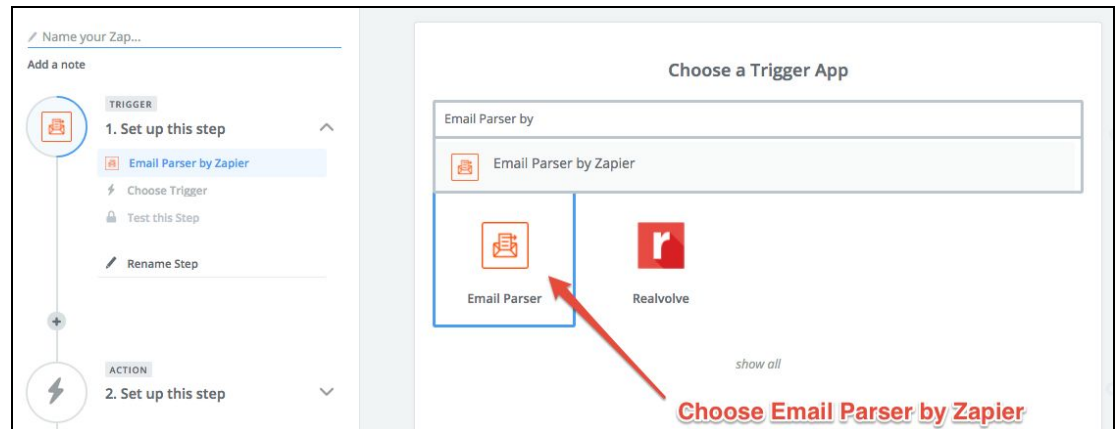 Name your Zap...
Add a note
TRIGGER
1. Set up this step
Email Parser by Zapier
Choose Trigger
Test this Step
Rename Step
ACTION
2. Set up this step
Choose a Trigger App
Email Parser by
Email Parser by Zapier
Email Parser
Realvolve
show all
Choose Email Parser by Zapier